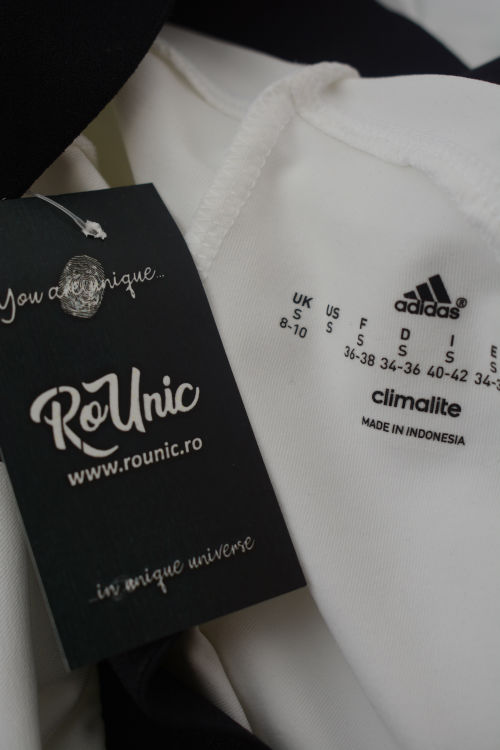 You are unique...
RoUnic
www.rounic.ro
...in unique universe
adidas®
UK US F D I E
S S S S S S
8-10 36-38 34-36 40-42
climalite
MADE IN INDONESIA